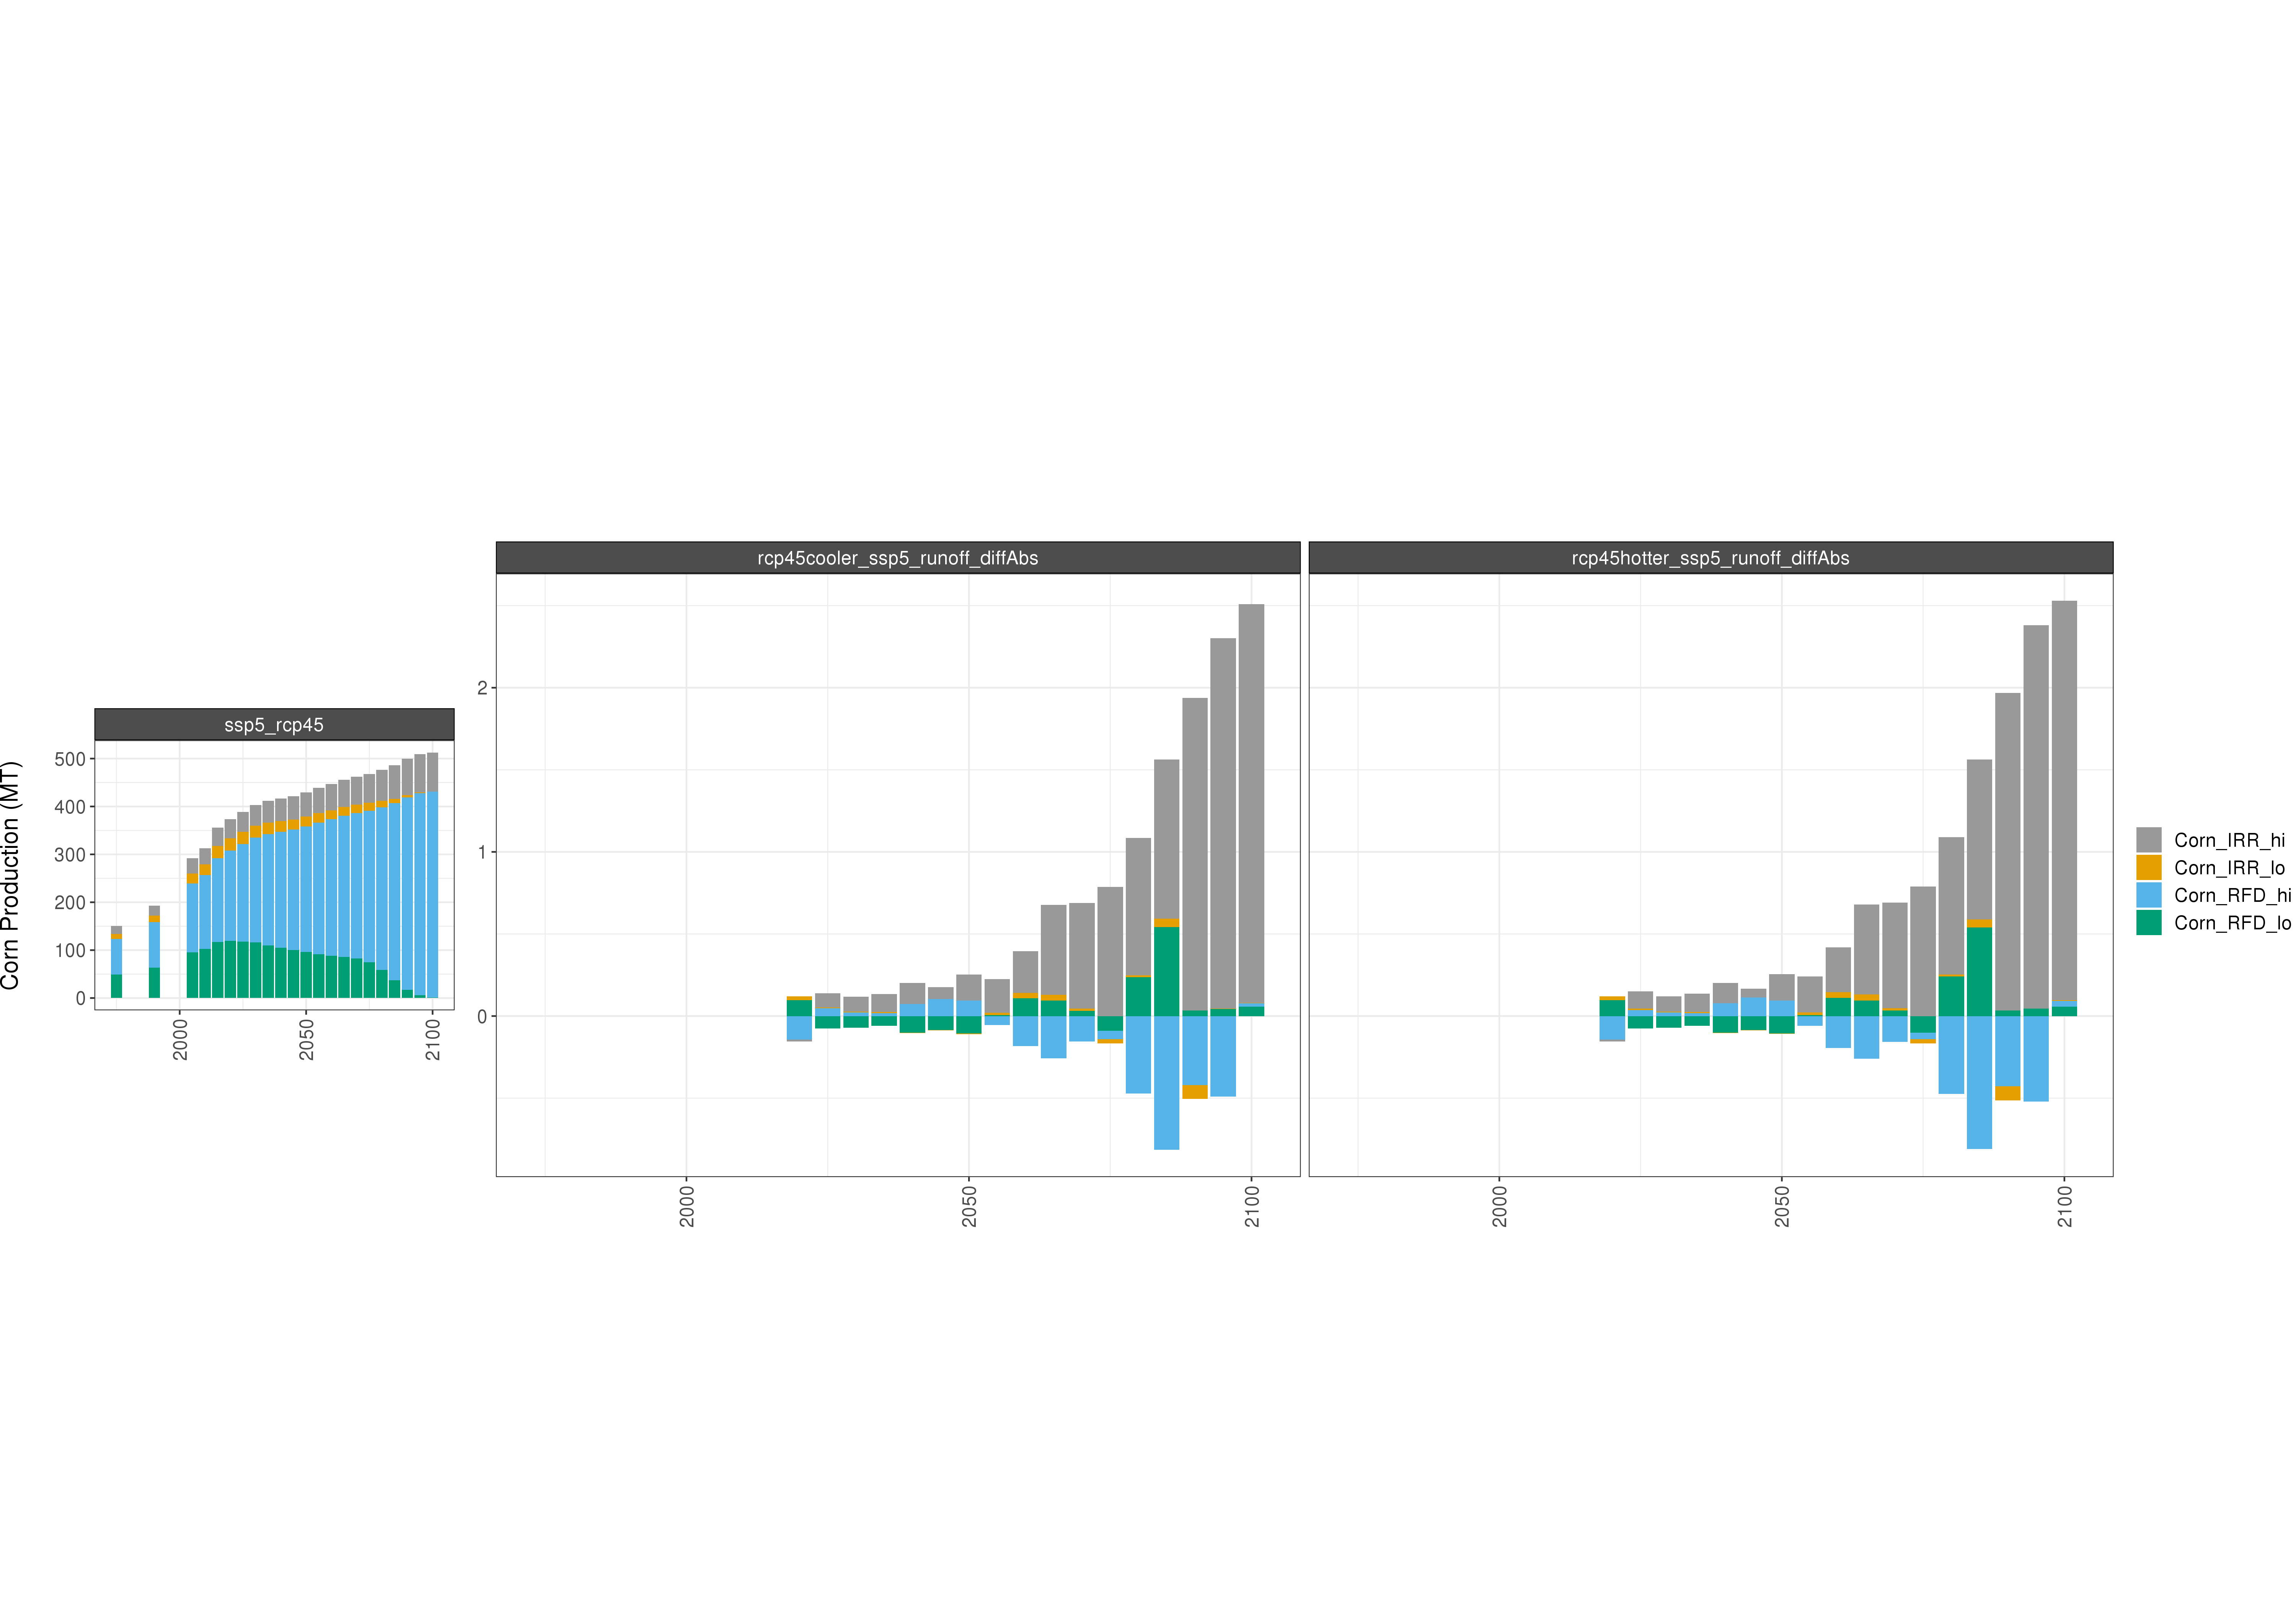 rcp45cooler_ssp5_runoff_diffAbs
rcp45hotter_ssp5_runoff_diffAbs
ssp5_rcp45
Corn Production (MT)
500
400
300
200
100
0
2000
2050
2100
2
1
0
2000
2050
2100
2000
2050
2100
Corn_IRR_hi
Corn_IRR_lo
Corn_RFD_hi
Corn_RFD_lo